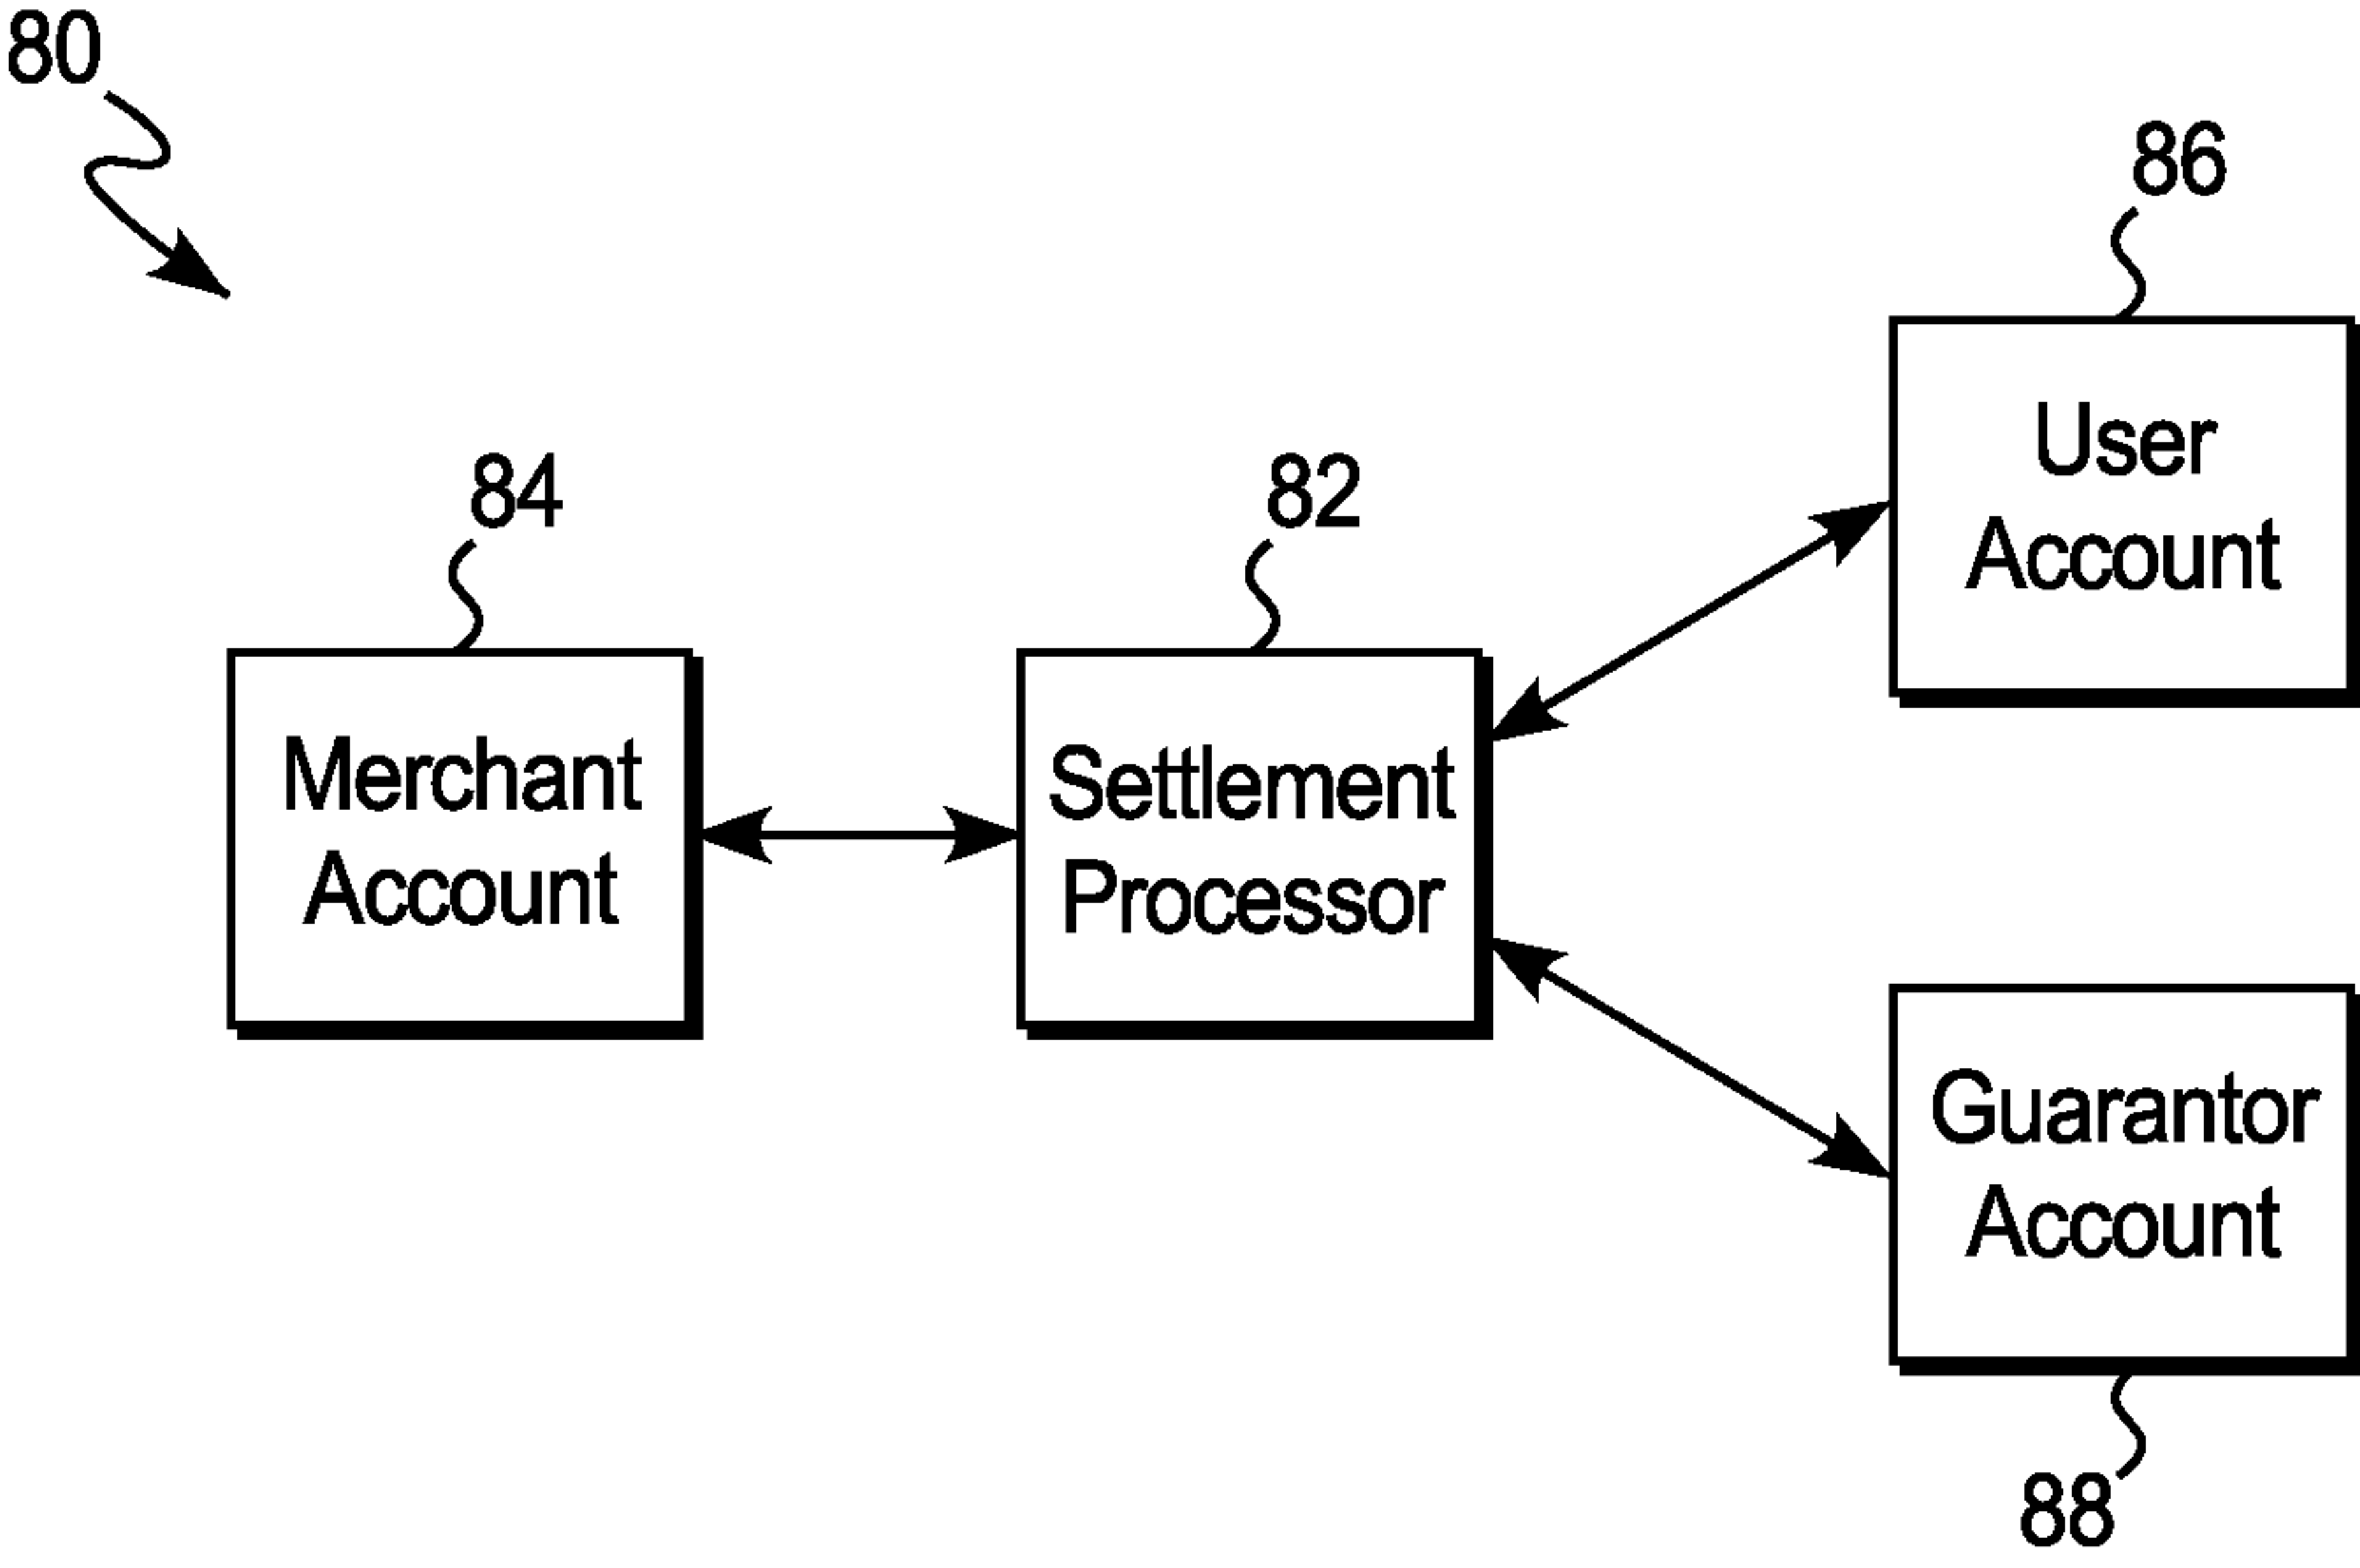 80
86
User
Account
84
82
Merchant
Account
Settlement
Processor
Guarantor
Account
88